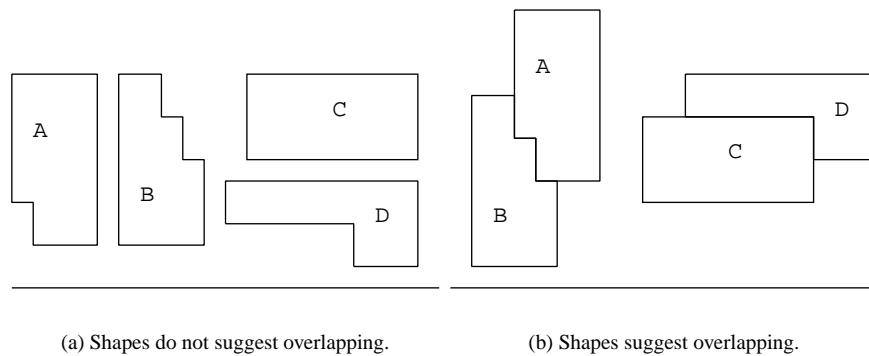 A
B
C
D
A
B
C
D
(a) Shapes do not suggest overlapping.
(b) Shapes suggest overlapping.